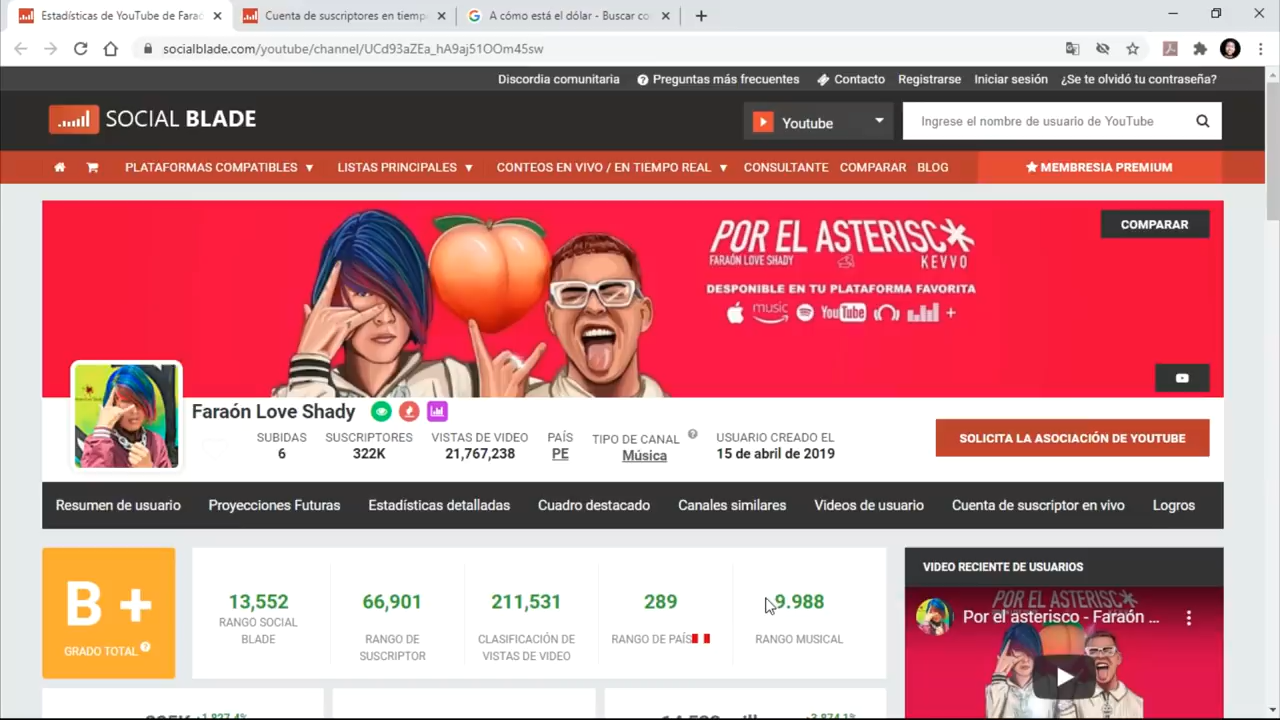 Estadísticas de YouTube de Farac
Cuenta de suscriptores en tiemp
A cómo está el dólar - Buscar co
socialblade.com/youtube/channel/UCd93aZEa_hA9aj51OOm45sw
Discordia comunitaria
Preguntas más frecuentes
Contacto
Registrarse
Iniciar sesión
¿Se te olvidó tu contraseña?
SOCIAL BLADE
Youtube
Ingrese el nombre de usuario de YouTube
PLATAFORMAS COMPATIBLES
LISTAS PRINCIPALES
CONTEOS EN VIVO / EN TIEMPO REAL
CONSULTANTE
COMPARAR
BLOG
MEMBRESIA PREMIUM
POR EL ASTERISC*
FARAÓN LOVE SHADY
KEVVO
DISPONIBLE EN TU PLATAFORMA FAVORITA
music
YouTube
+
COMPARAR
Faraón Love Shady
SUBIDAS
6
SUSCRIPTORES
322K
VISTAS DE VIDEO
21,767,238
PAÍS
PE
TIPO DE CANAL
Música
USUARIO CREADO EL
15 de abril de 2019
SOLICITA LA ASOCIACIÓN DE YOUTUBE
Resumen de usuario
Proyecciones Futuras
Estadísticas detalladas
Cuadro destacado
Canales similares
Videos de usuario
Cuenta de suscriptor en vivo
Logros
B +
GRADO TOTAL
13,552
RANGO SOCIAL
BLADE
66,901
RANGO DE
SUSCRIPTOR
211,531
CLASIFICACIÓN DE
VISTAS DE VIDEO
289
RANGO DE PAÍS
9.988
RANGO MUSICAL
VIDEO RECIENTE DE USUARIOS
POR EL ASTERISC*
Por el asterisco - Faraón ...